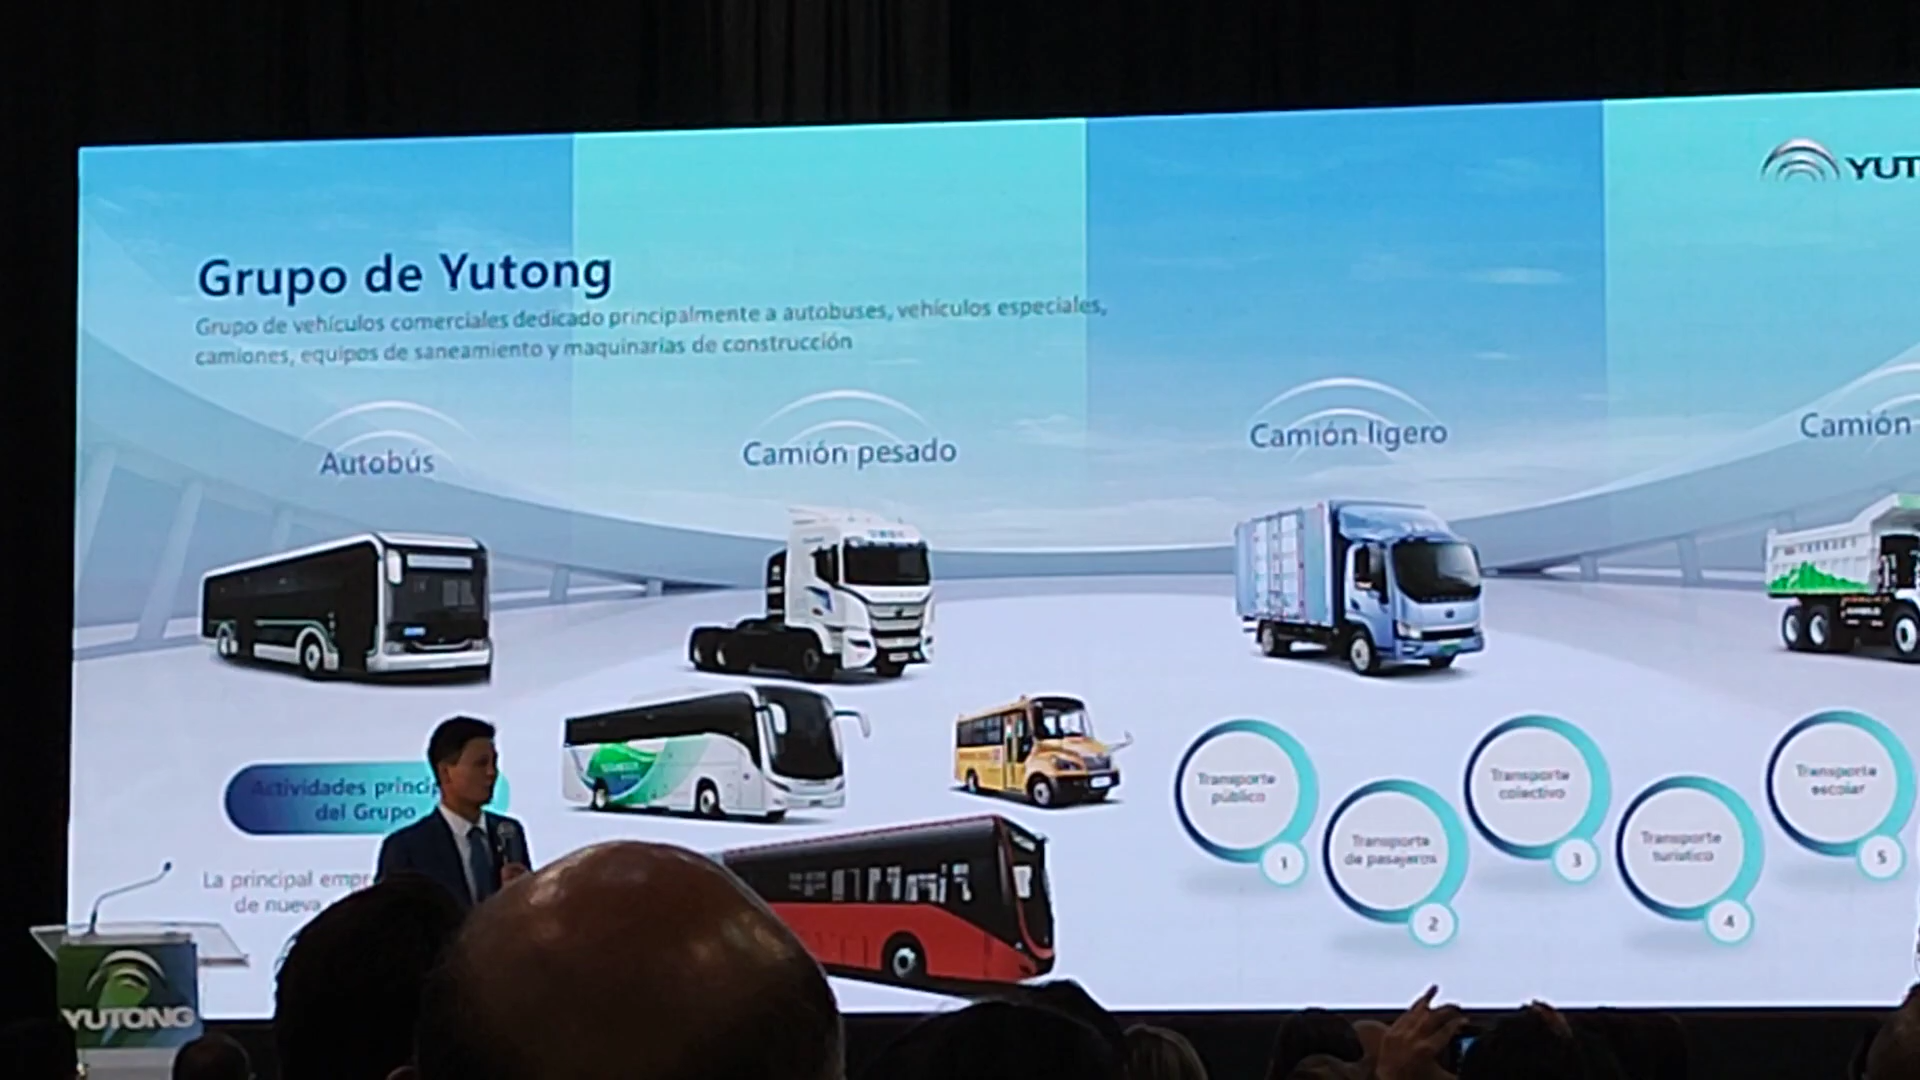 YUT
Grupo de Yutong
Grupo de vehículos comerciales dedicado principalmente a autobuses, vehículos especiales,
camiones, equipos de saneamiento y maquinarias de construcción
Autobús
Camión pesado
Camión ligero
Camión
Actividades princip
del Grupo
La principal empr
de nueva
Transporte
público
1
Transporte
de pasajeros
2
Transporte
colectivo
3
Transporte
turístico
4
Transporte
escolar
5
YUTONG